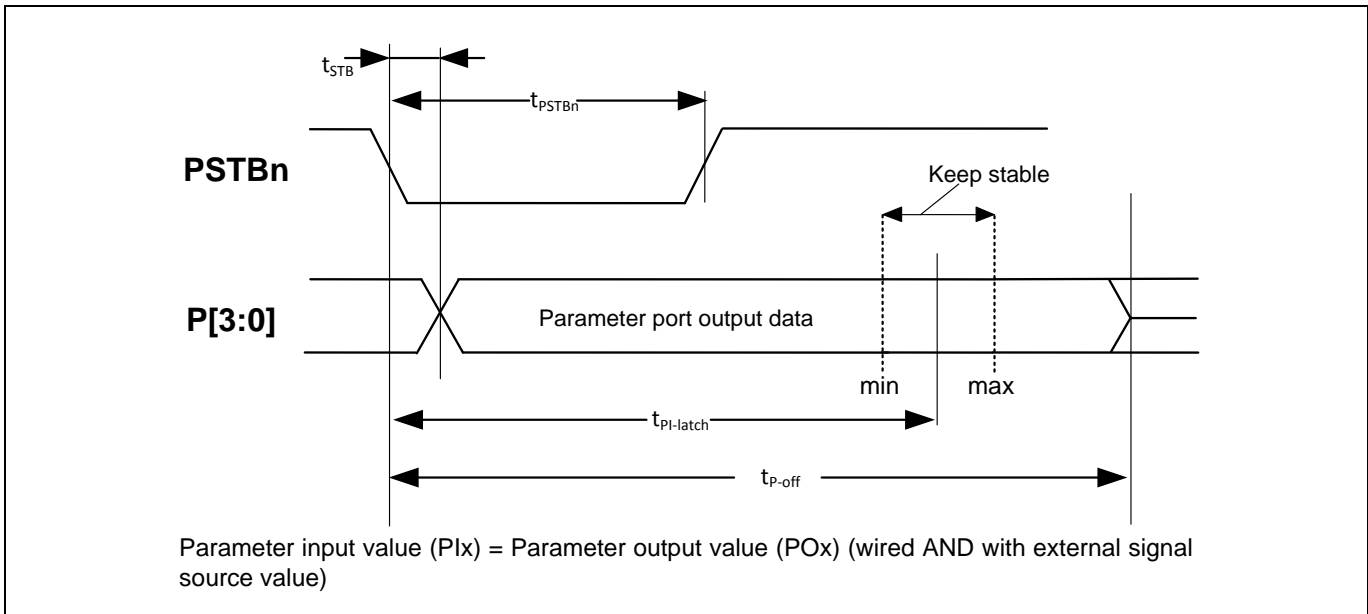 tSTB
tPSTBn
PSTBn
Keep stable
P[3:0]
Parameter port output data
min
max
tPI-latch
tP-off
Parameter input value (PIx) = Parameter output value (POx) (wired AND with external signal
source value)